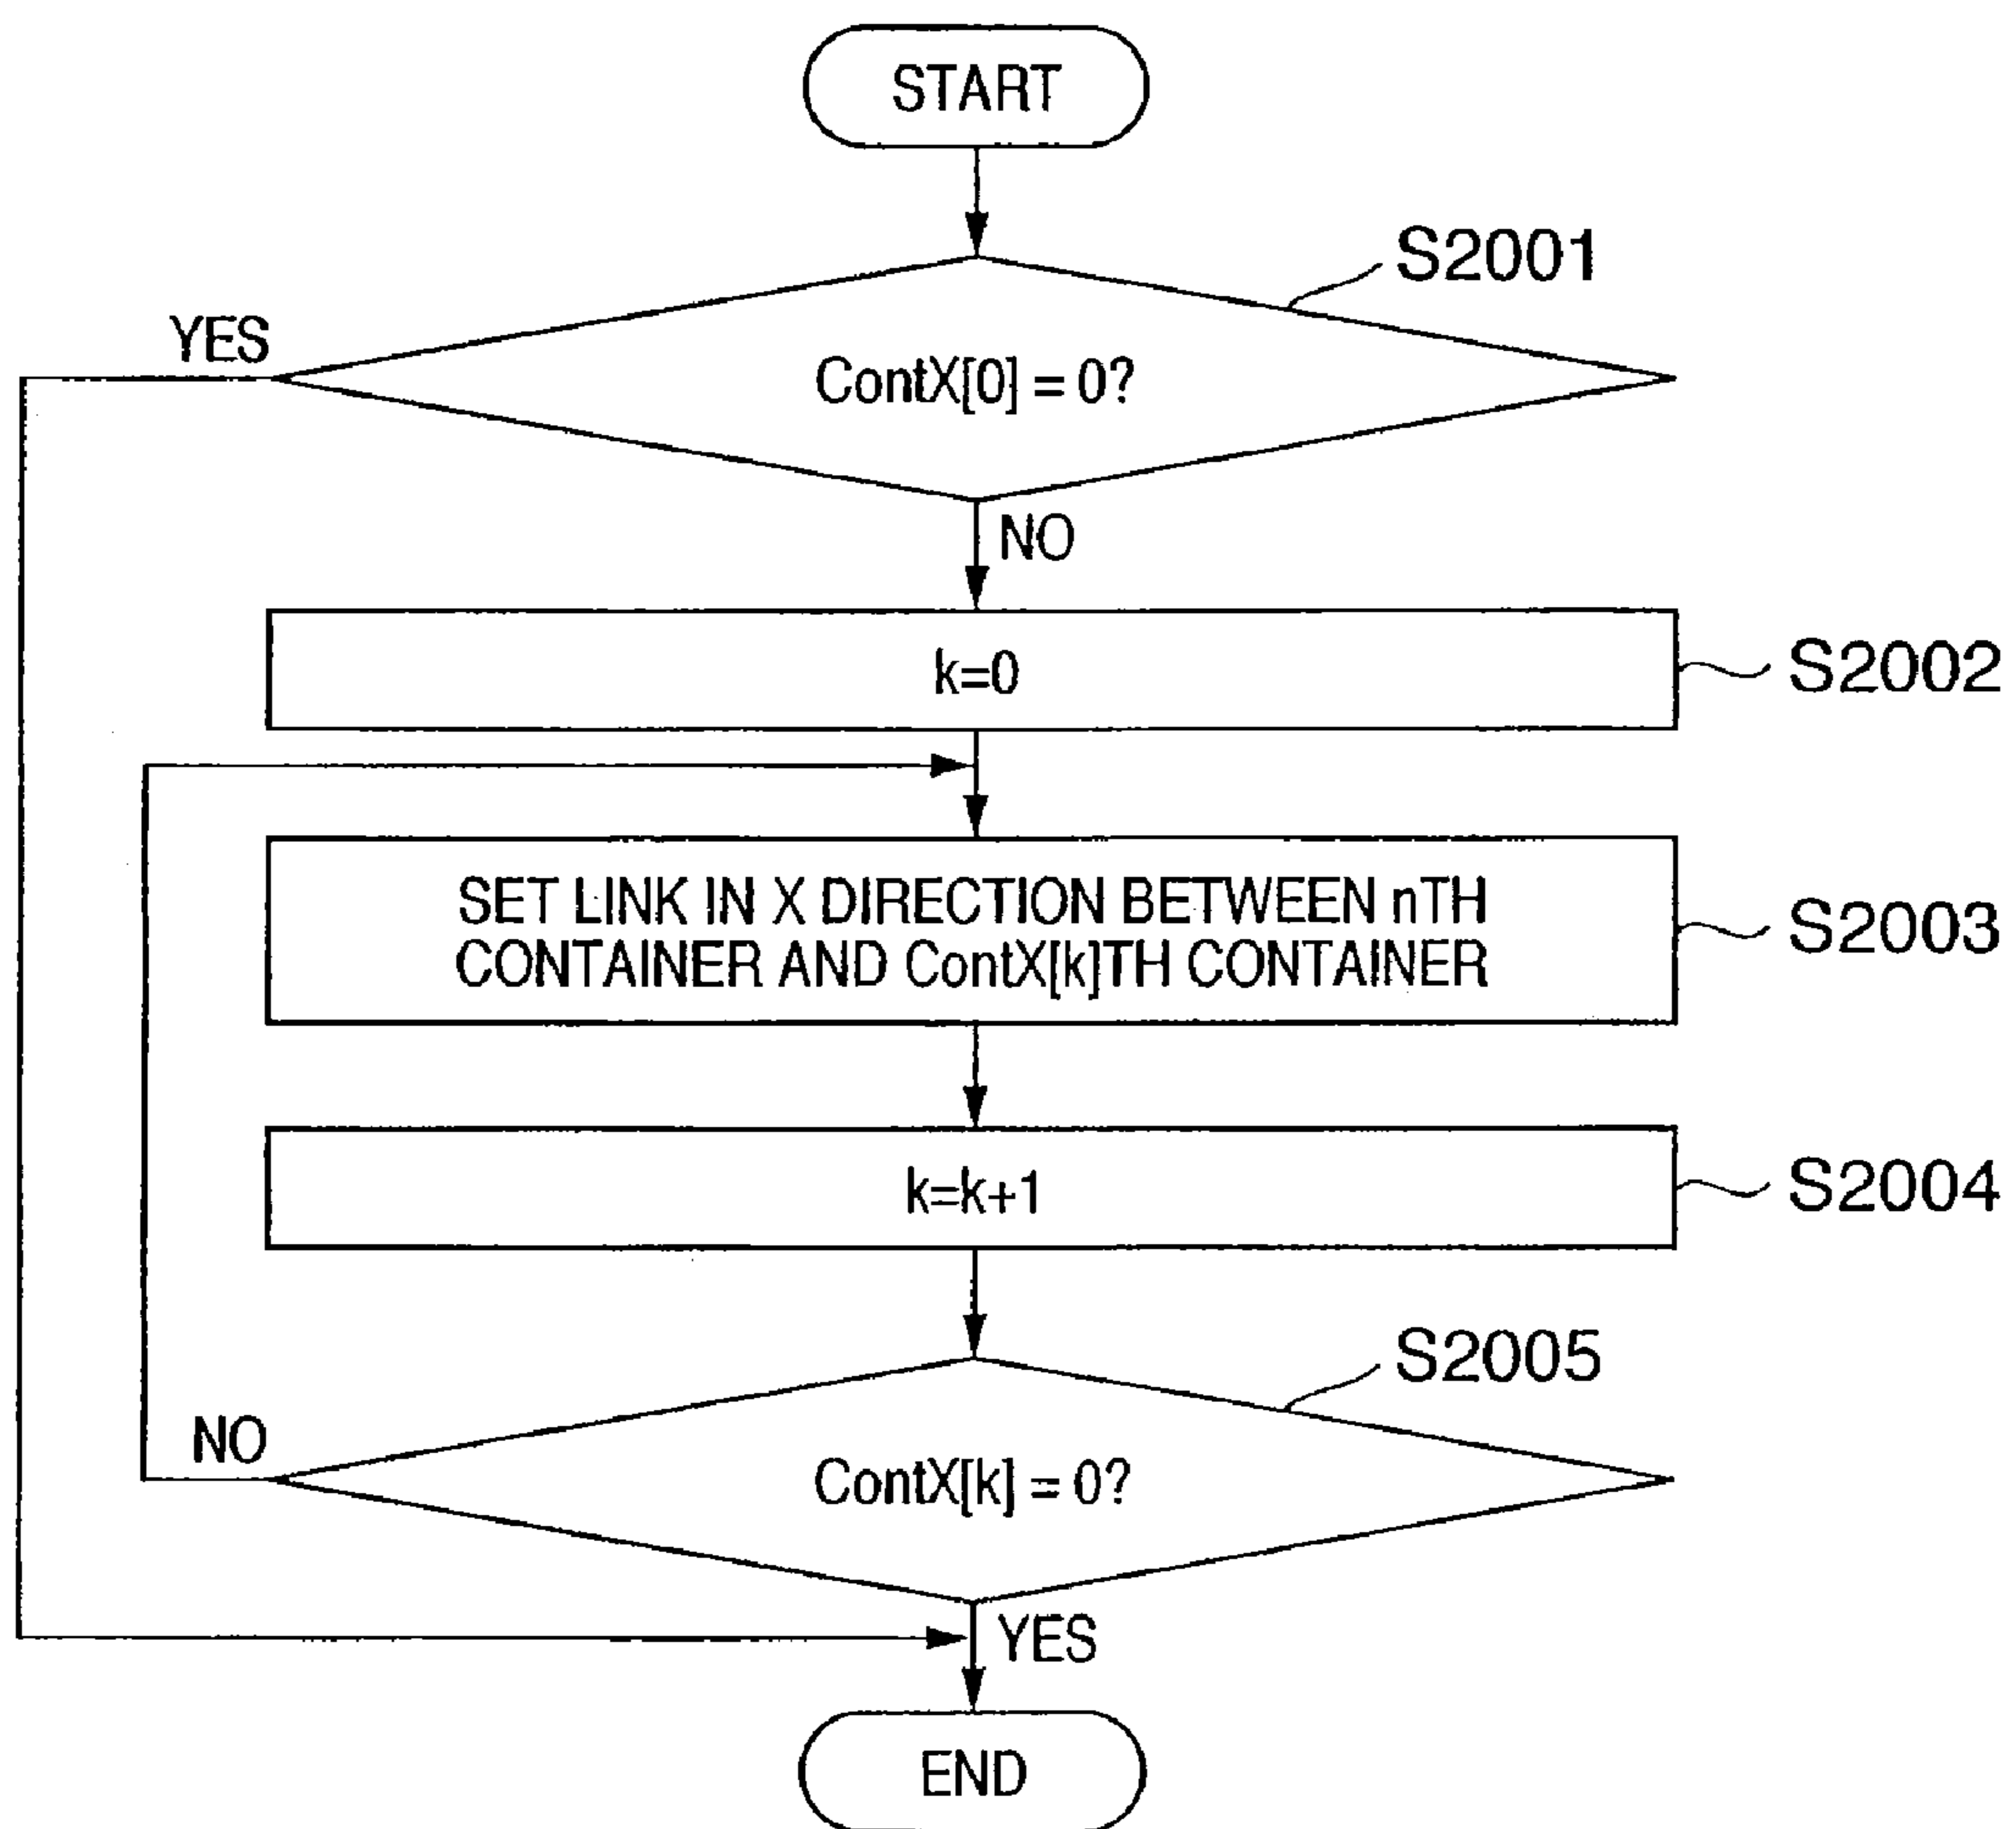 START
S2001
YES
ContX[0] = 0?
NO
k=0
S2002
SET LINK IN X DIRECTION BETWEEN nTH
CONTAINER AND ContX[k]TH CONTAINER
S2003
k=k+1
S2004
S2005
NO
ContX[k] = 0?
YES
END